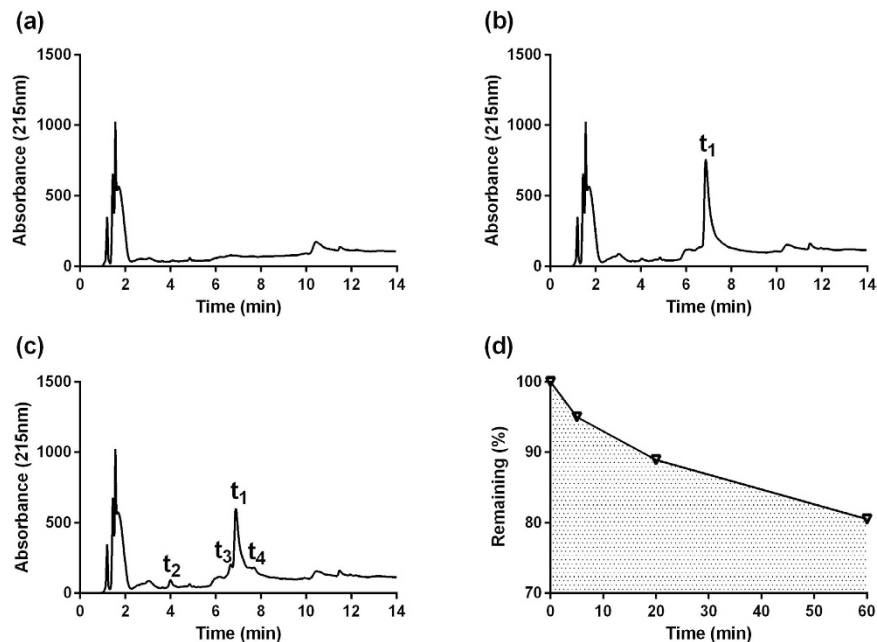 (a)
1500
1000
500
0
Absorbance (215nm)
0 2 4 6 8 10 12 14
Time (min)
(b)
1500
1000
500
0
Absorbance (215nm)
t1
0 2 4 6 8 10 12 14
Time (min)
(c)
1500
1000
500
0
Absorbance (215nm)
t1
t2
t3
t4
0 2 4 6 8 10 12 14
Time (min)
(d)
100
90
80
70
Remaining (%)
0 10 20 30 40 50 60
Time (min)